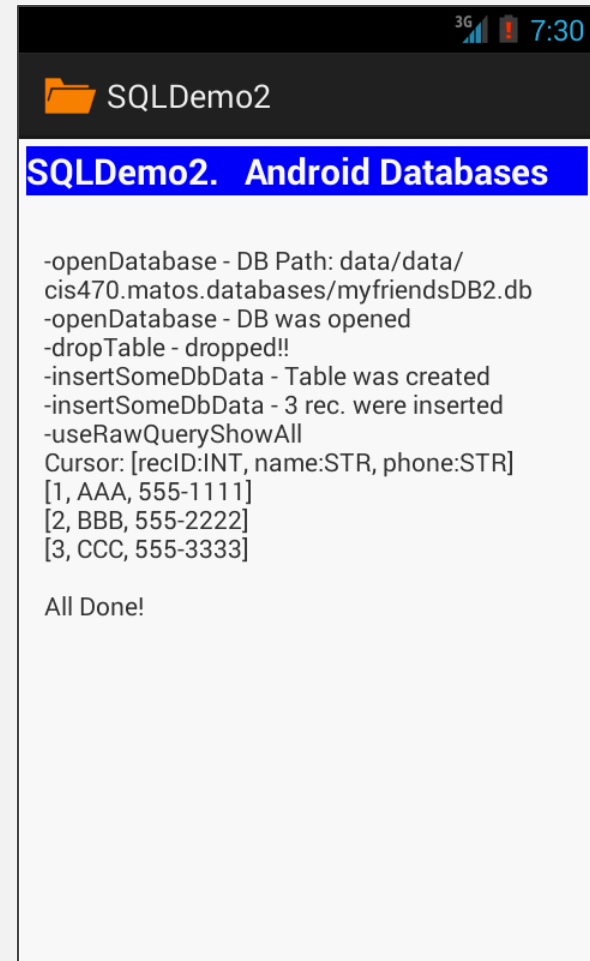 3G 7:30
SQLDemo2
SQLDemo2. Android Databases
-openDatabase - DB Path: data/data/
cis470.matos.databases/myfriendsDB2.db
-openDatabase - DB was opened
-dropTable - dropped!!
-insertSomeDbData - Table was created
-insertSomeDbData - 3 rec. were inserted
-useRawQueryShowAll
Cursor: [recID:INT, name:STR, phone:STR]
[1, AAA, 555-1111]
[2, BBB, 555-2222]
[3, CCC, 555-3333]
All Done!